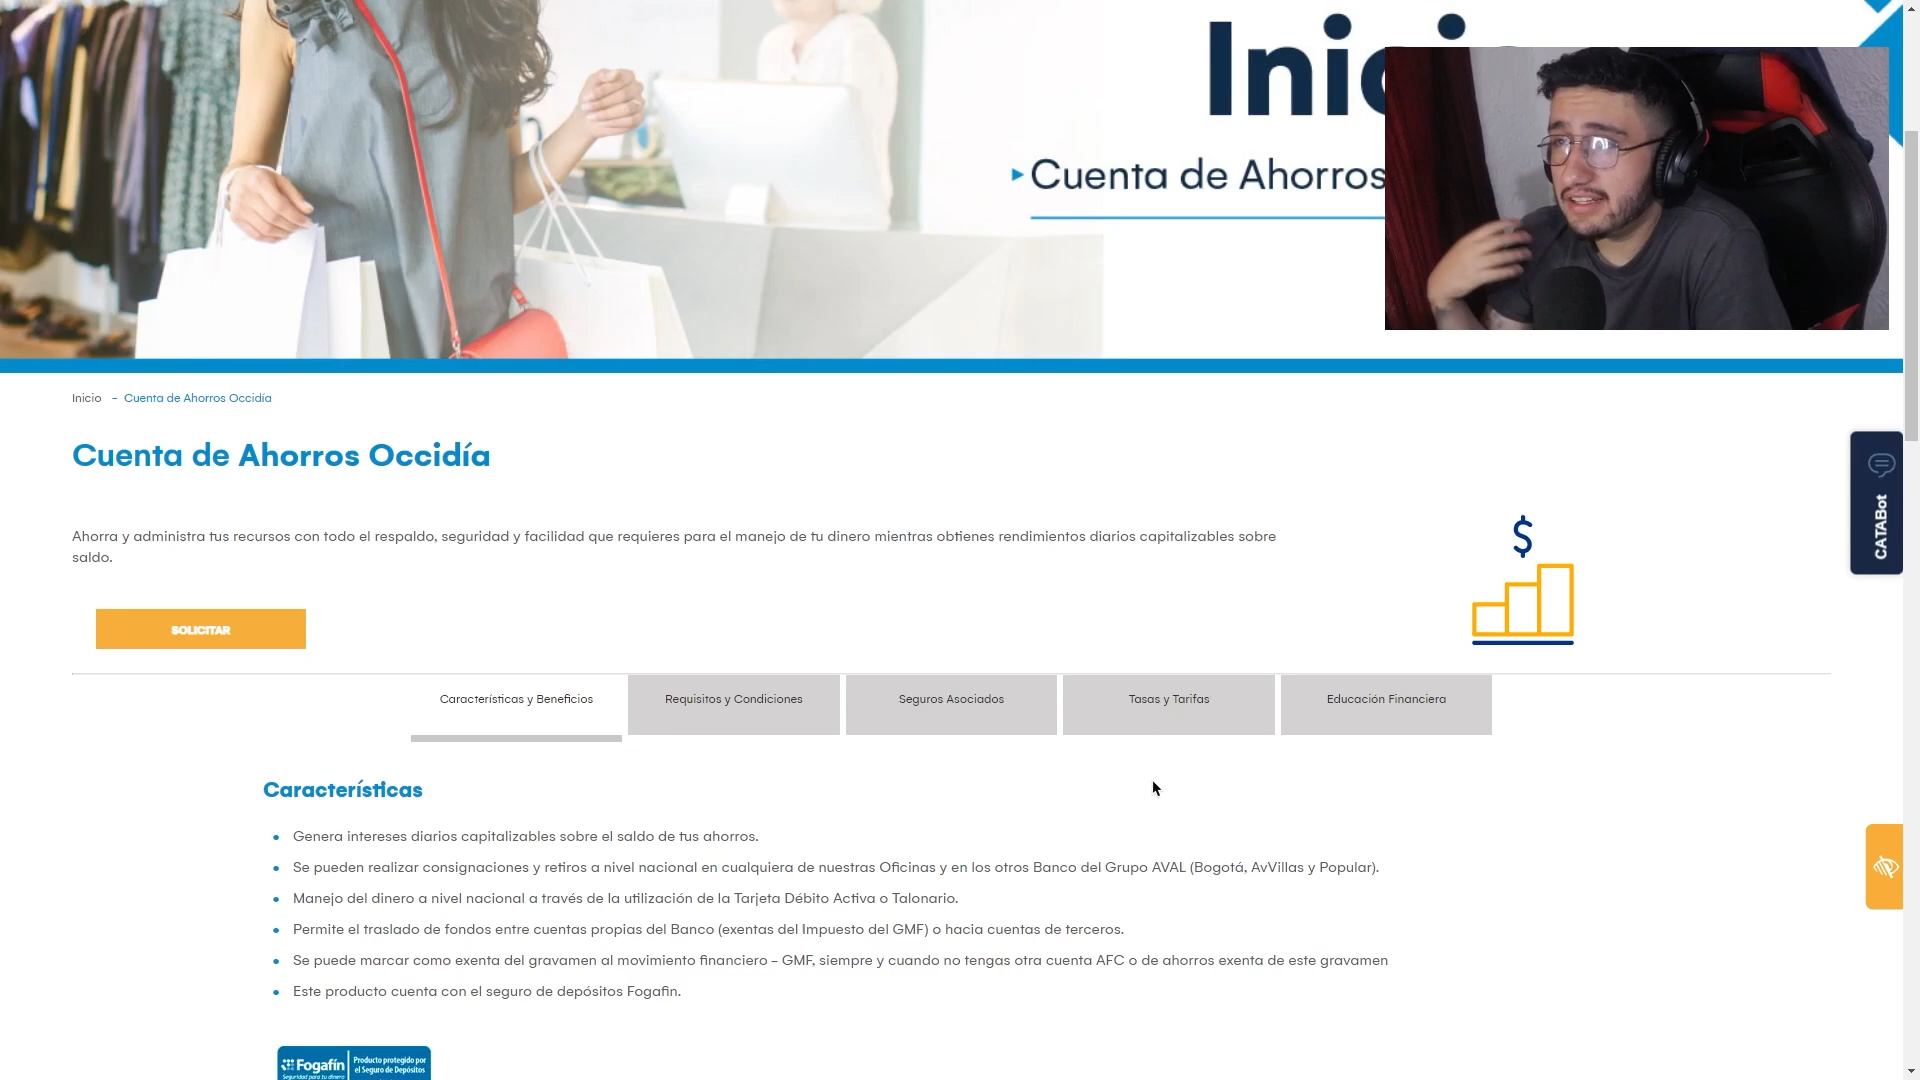 Inici
Cuenta de Ahorros
Inicio - Cuenta de Ahorros Occidía
Cuenta de Ahorros Occidía
Ahorra y administra tus recursos con todo el respaldo, seguridad y facilidad que requieres para el manejo de tu dinero mientras obtienes rendimientos diarios capitalizables sobre
saldo.
$
CATABot
SOLICITAR
Características y Beneficios
Requisitos y Condiciones
Seguros Asociados
Tasas y Tarifas
Educación Financiera
Características
Genera intereses diarios capitalizables sobre el saldo de tus ahorros.
Se pueden realizar consignaciones y retiros a nivel nacional en cualquiera de nuestras Oficinas y en los otros Banco del Grupo AVAL (Bogotá, AvVillas y Popular).
Manejo del dinero a nivel nacional a través de la utilización de la Tarjeta Débito Activa o Talonario.
Permite el traslado de fondos entre cuentas propias del Banco (exentas del Impuesto del GMF) o hacia cuentas de terceros.
Se puede marcar como exenta del gravamen al movimiento financiero - GMF, siempre y cuando no tengas otra cuenta AFC o de ahorros exenta de este gravamen
Este producto cuenta con el seguro de depósitos Fogafin.
Fogafín
Seguridad para tu dinero
Producto protegido por
el Seguro de Depósitos